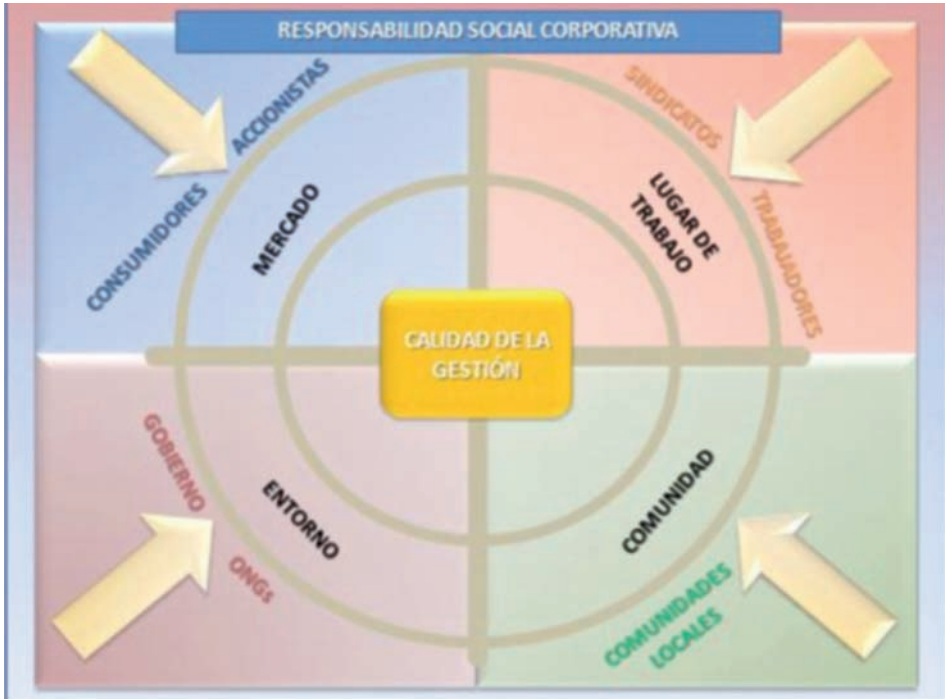 RESPONSABILIDAD SOCIAL CORPORATIVA
ACCIONISTAS
CONSUMIDORES
MERCADO
SINDICATOS
TRABAJADORES
LUGAR DE
TRABAJO
CALIDAD DE LA
GESTIÓN
GOBIERNO
ONGs
ENTORNO
COMUNIDAD
COMUNIDADES
LOCALES